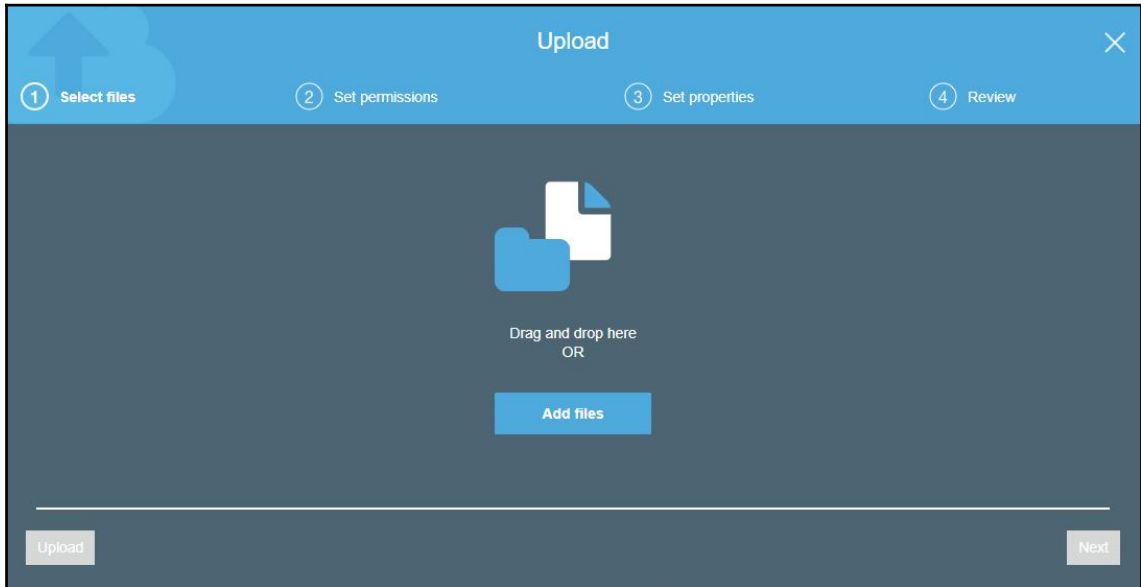 Upload
1 Select files
2 Set permissions
3 Set properties
4 Review
Drag and drop here
OR
Add files
Upload
Next